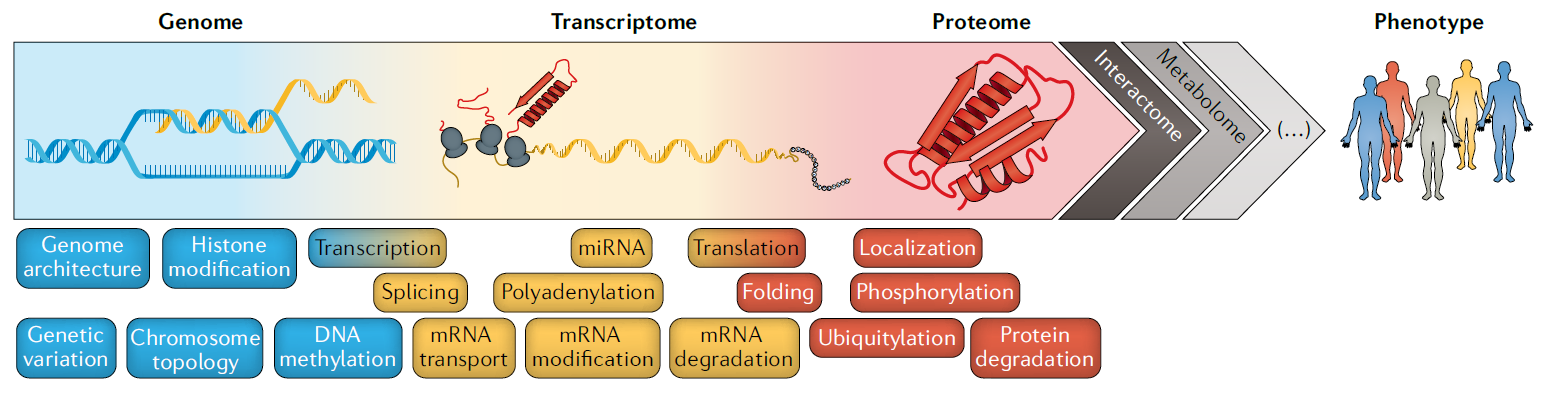 Genome
Transcriptome
Proteome
Phenotype
Interactome
Metabolome
(...)
Genome
architecture
Histone
modification
Transcription
miRNA
Translation
Localization
Splicing
Polyadenylation
Folding
Phosphorylation
Genetic
variation
Chromosome
topology
DNA
methylation
mRNA
transport
mRNA
modification
mRNA
degradation
Ubiquitylation
Protein
degradation